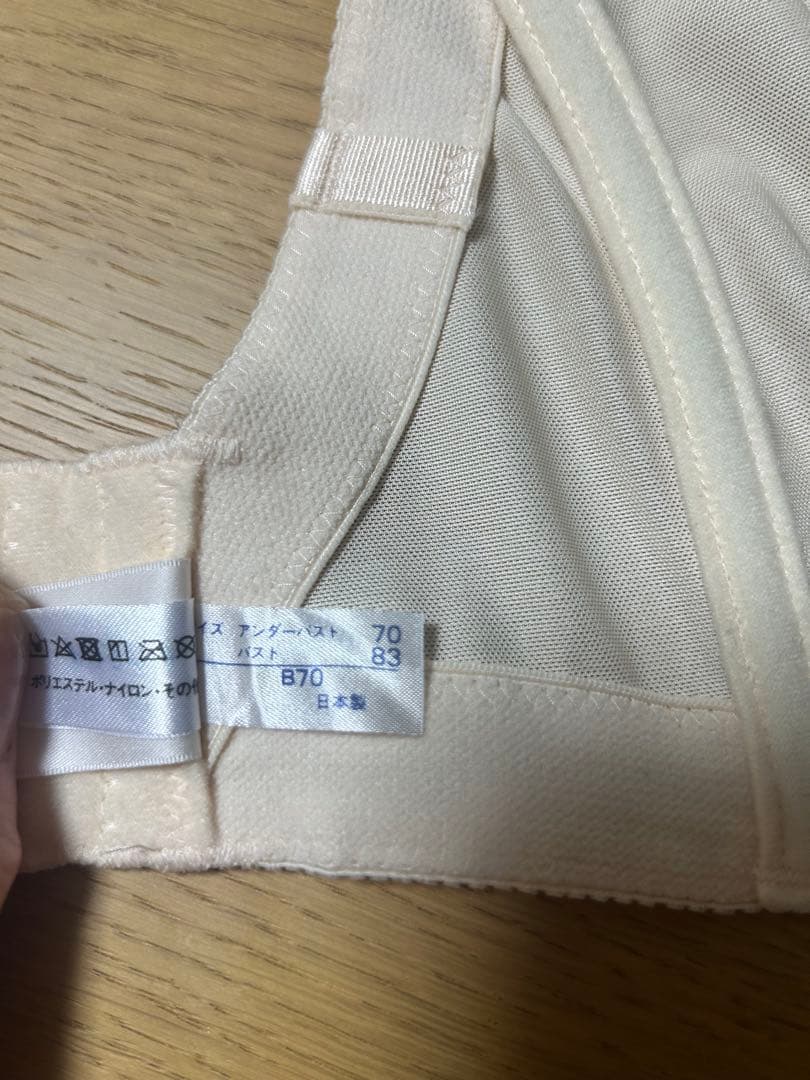 イズ アンダーバスト 70
バスト 83
B70
日本製
ポリエステル・ナイロン・その他